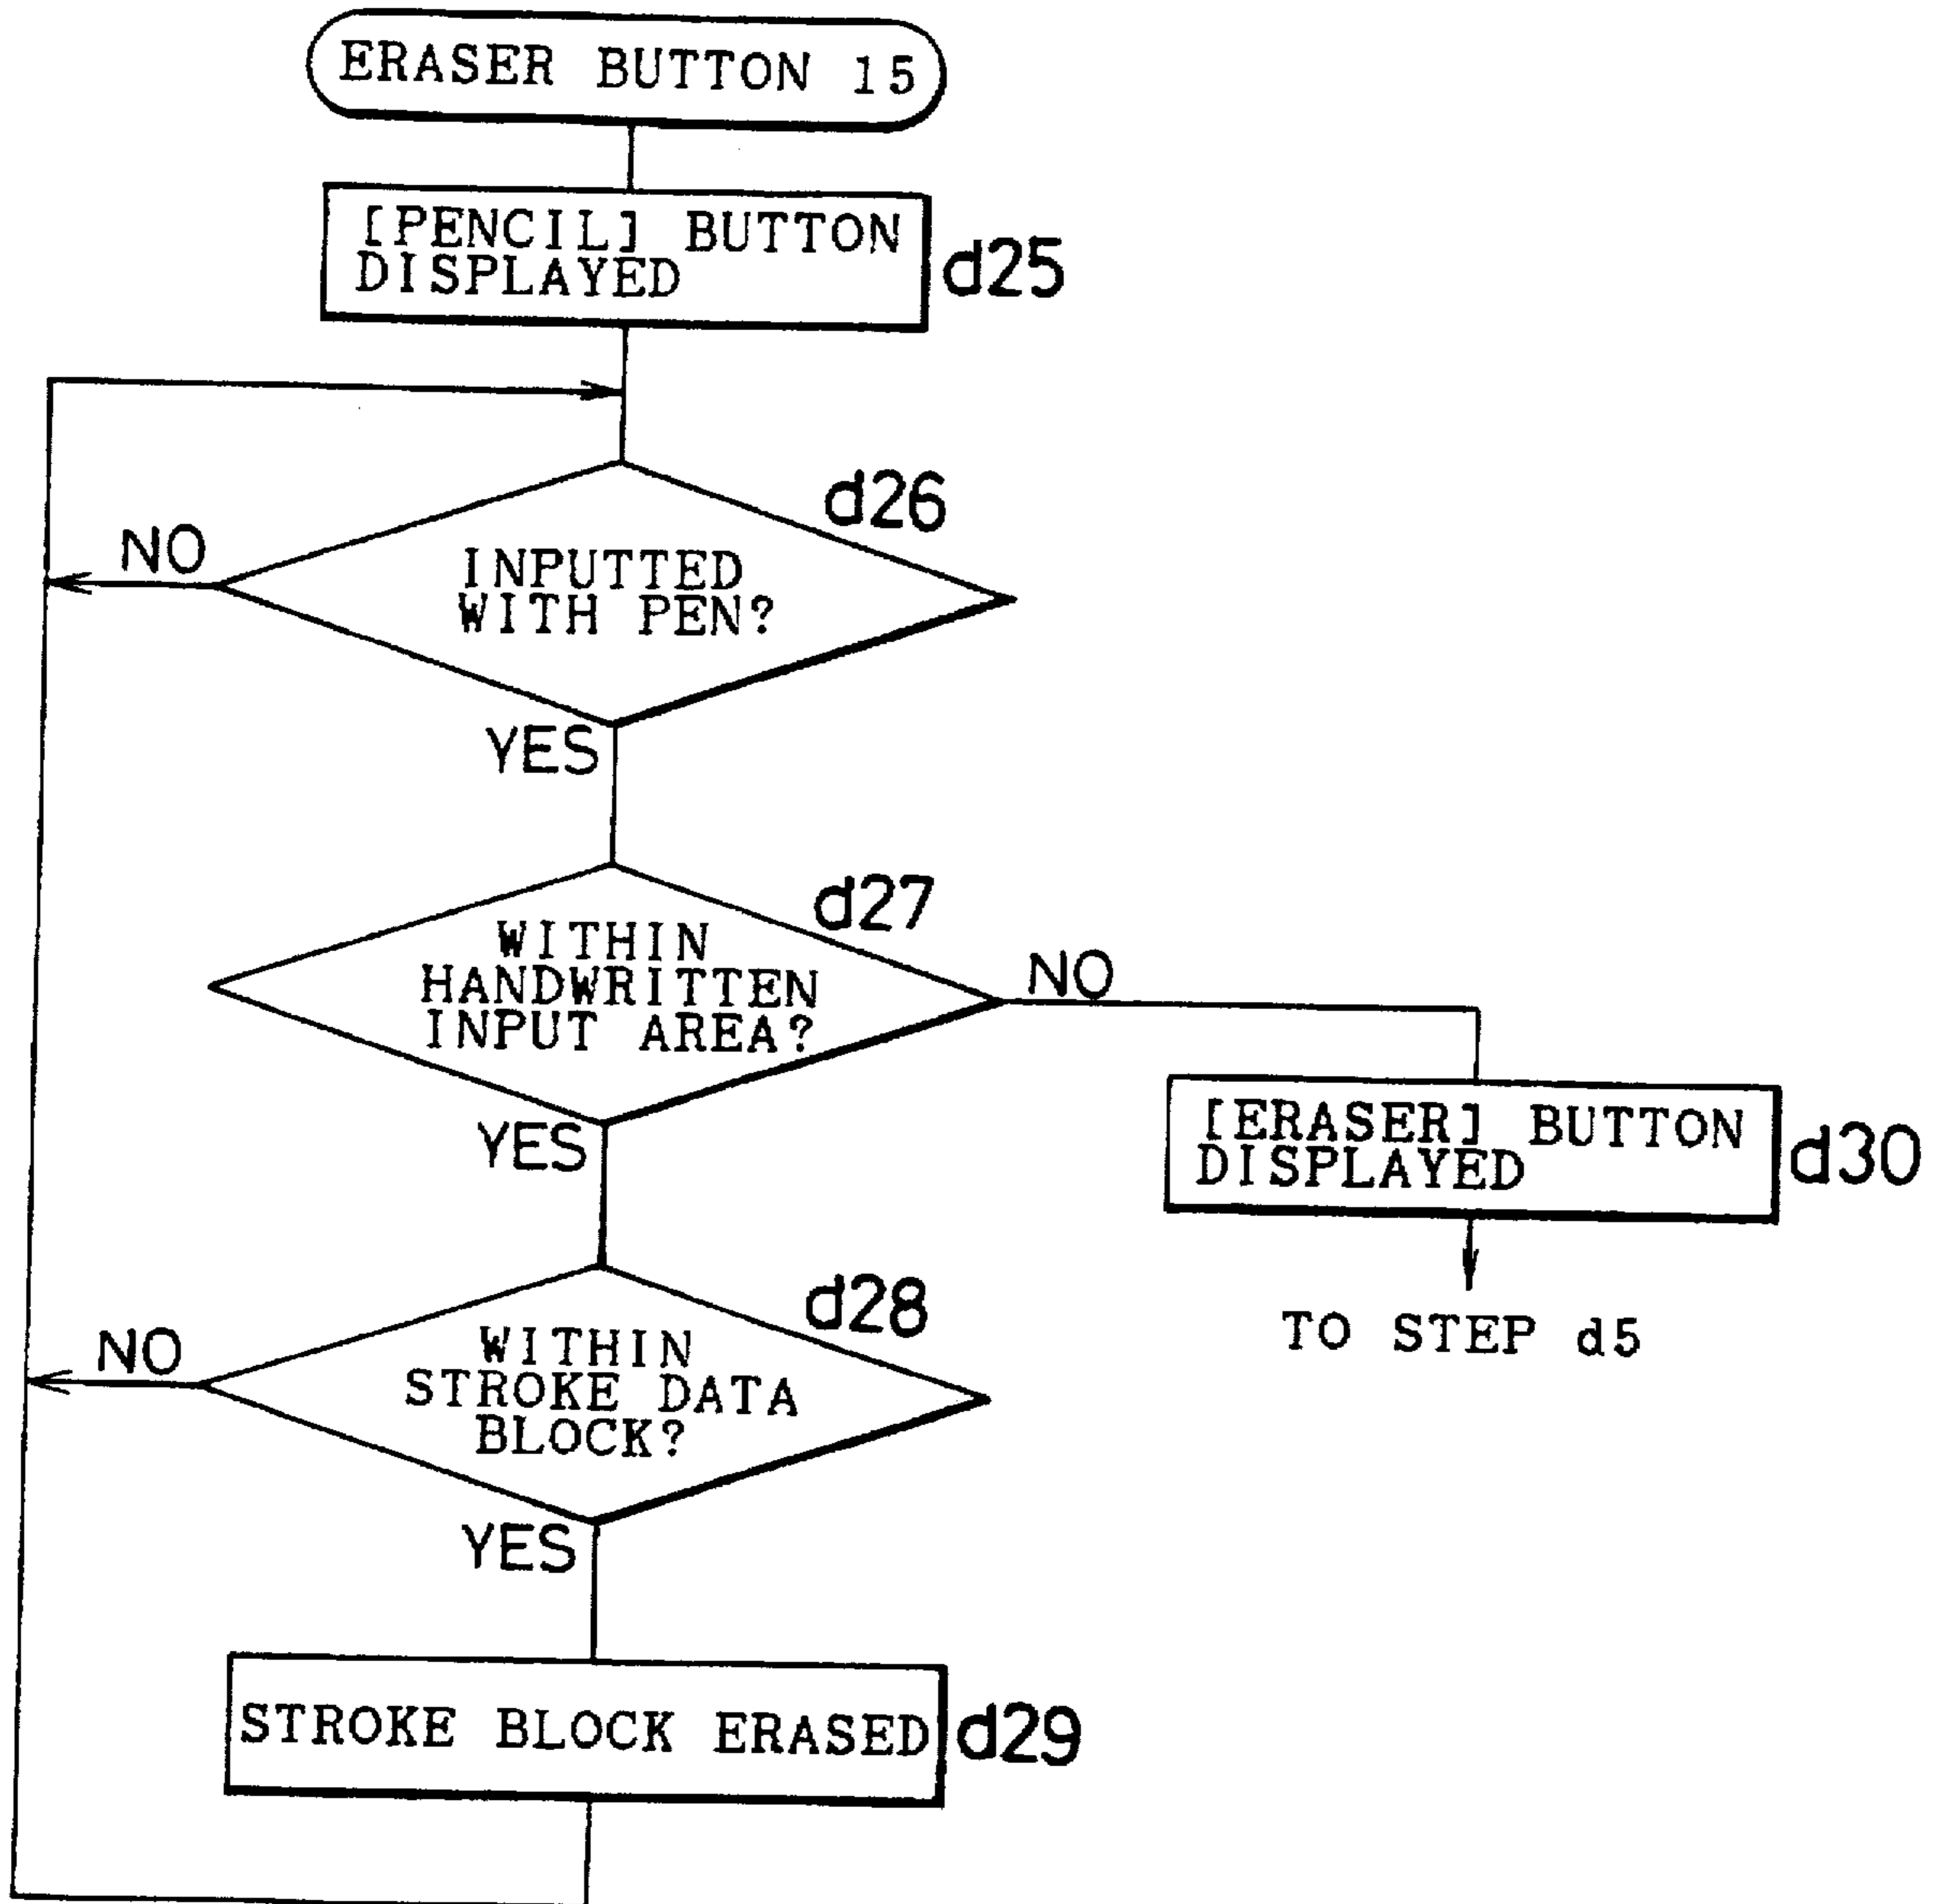 ERASER BUTTON 15
[PENCIL] BUTTON
DISPLAYED
d25
d26
NO
INPUTTED
WITH PEN?
YES
d27
WITHIN
HANDWRITTEN
INPUT AREA?
NO
YES
[ERASER] BUTTON
DISPLAYED
d30
TO STEP d5
d28
NO
WITHIN
STROKE DATA
BLOCK?
YES
STROKE BLOCK ERASED
d29